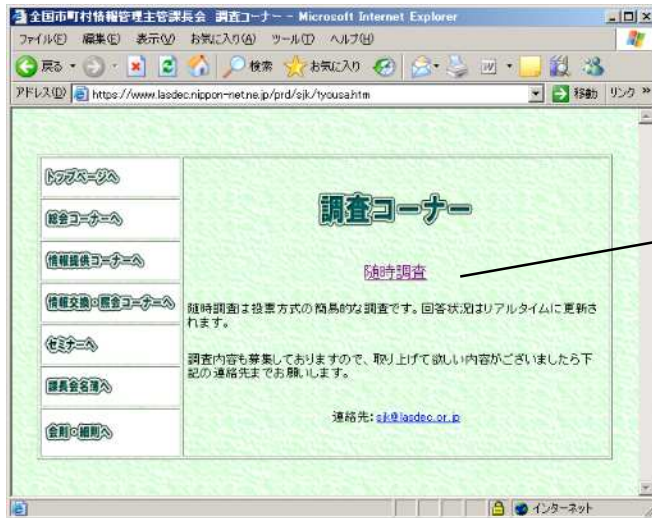 全国市町村情報管理主管課長会 調査コーナー - Microsoft Internet Explorer
ファイル(F) 編集(E) 表示(V) お気に入り(A) ツール(T) ヘルプ(H)
戻る 検索 お気に入り
アドレス(D) https://www.lasdec.nippon-net.ne.jp/prd/sjk/tyousa.htm 移動 リンク »
トップページへ
総会コーナーへ
情報提供コーナーへ
情報交換・照会コーナーへ
セミナーへ
課長会名簿へ
会則・細則へ
調査コーナー
随時調査
随時調査は投票方式の簡易的な調査です。回答状況はリアルタイムに更新さ
れます。
調査内容も募集しておりますので、取り上げて欲しい内容がございましたら下
記の連絡先までお願いします。
連絡先:sjk@lasdec.or.jp
インターネット